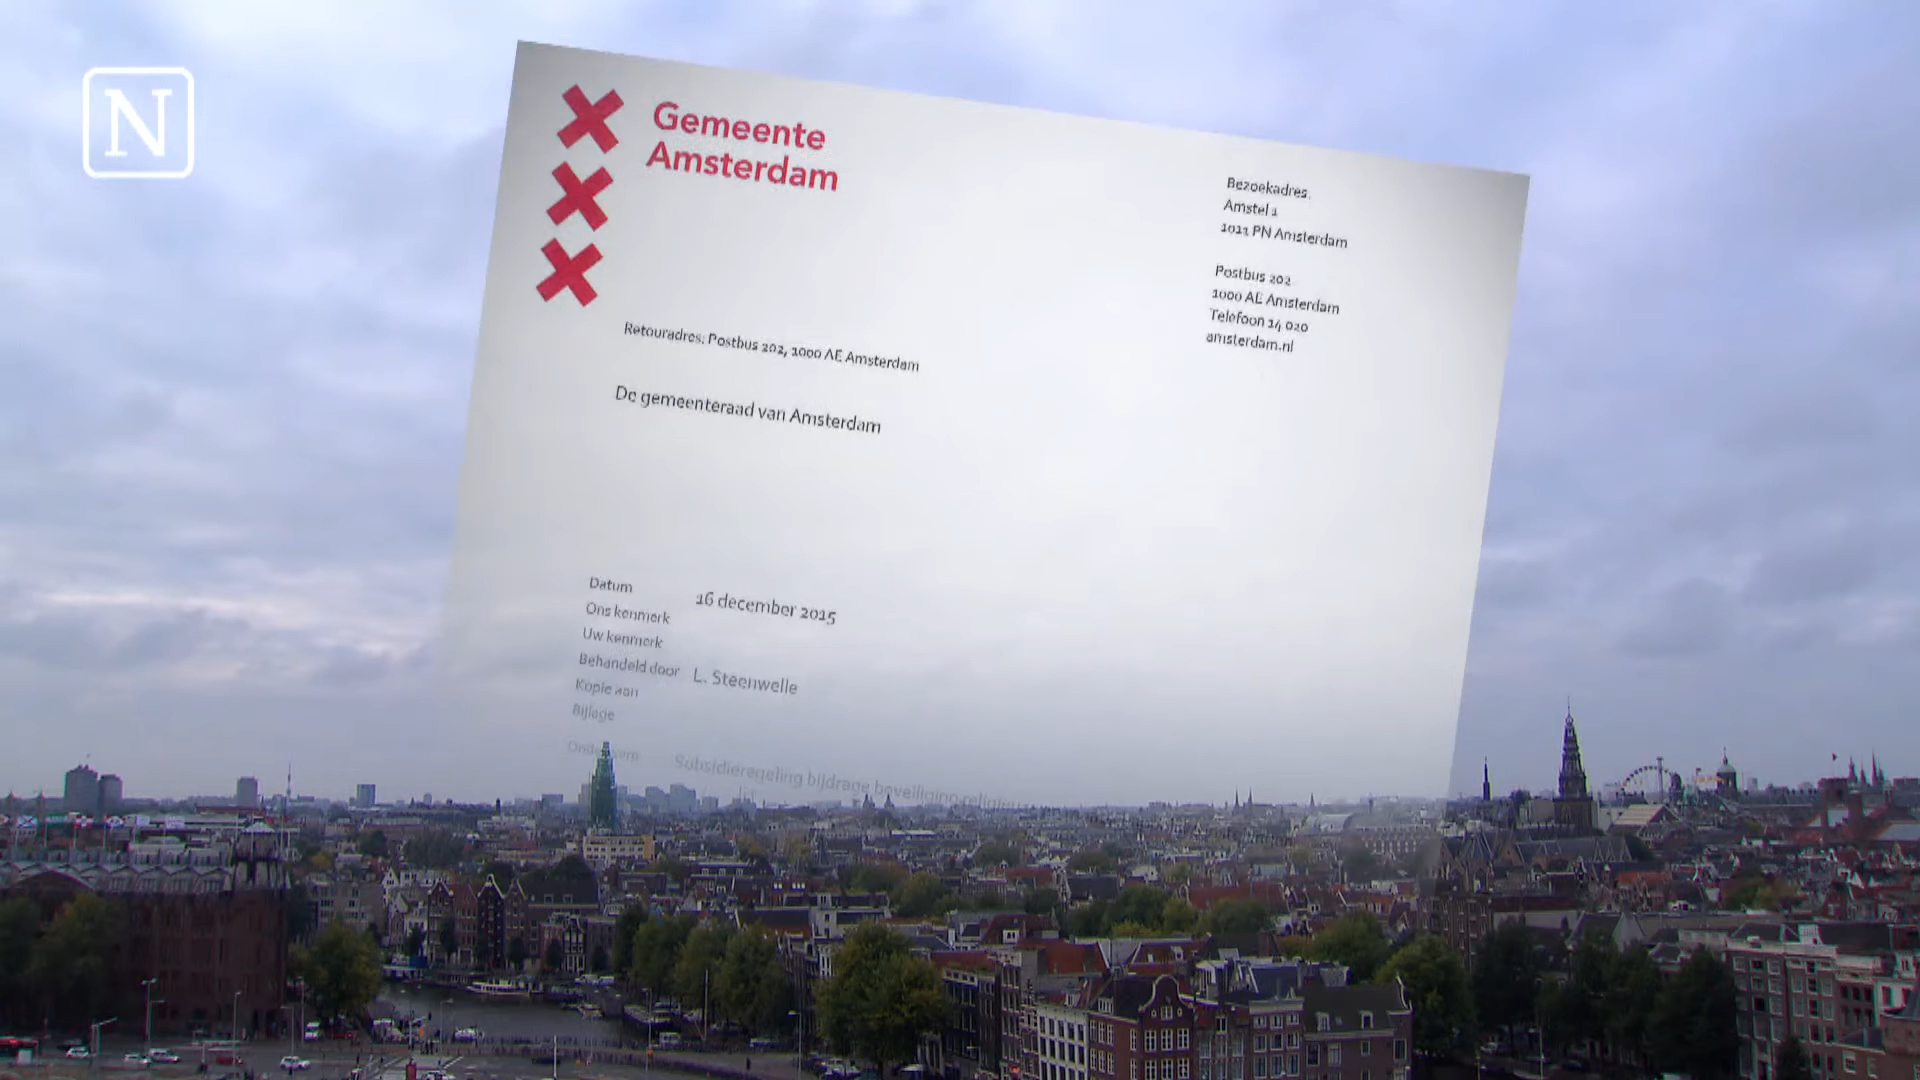 N
Gemeente
Amsterdam
Bezoekadres
Amstel 1
1011 PN Amsterdam
Postbus 202
1000 AE Amsterdam
Telefoon 14 020
amsterdam.nl
Retouradres: Postbus 202, 1000 AE Amsterdam
De gemeenteraad van Amsterdam
Datum 16 december 2015
Ons kenmerk
Uw kenmerk
Behandeld door L. Steenwelle
Kopie aan
Bijlage
Onderwerp Subsidieregeling bijdrage beveiliging